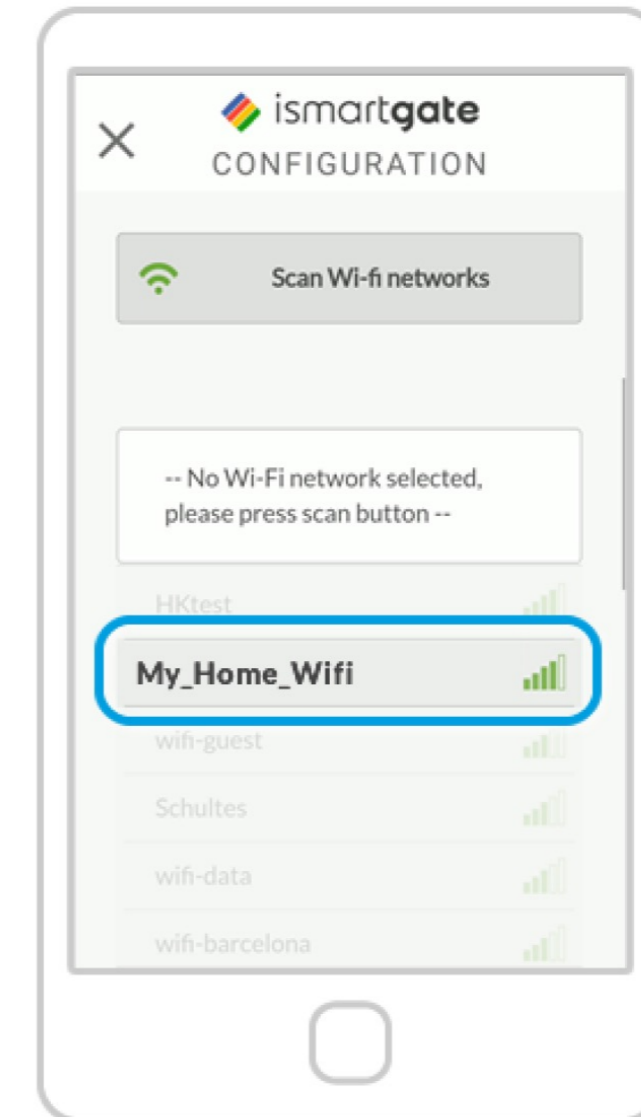 ismartgate
CONFIGURATION
Scan Wi-fi networks
-- No Wi-Fi network selected,
please press scan button --
HKtest
My_Home_Wifi
wifi-guest
Schultes
wifi-data
wifi-barcelona